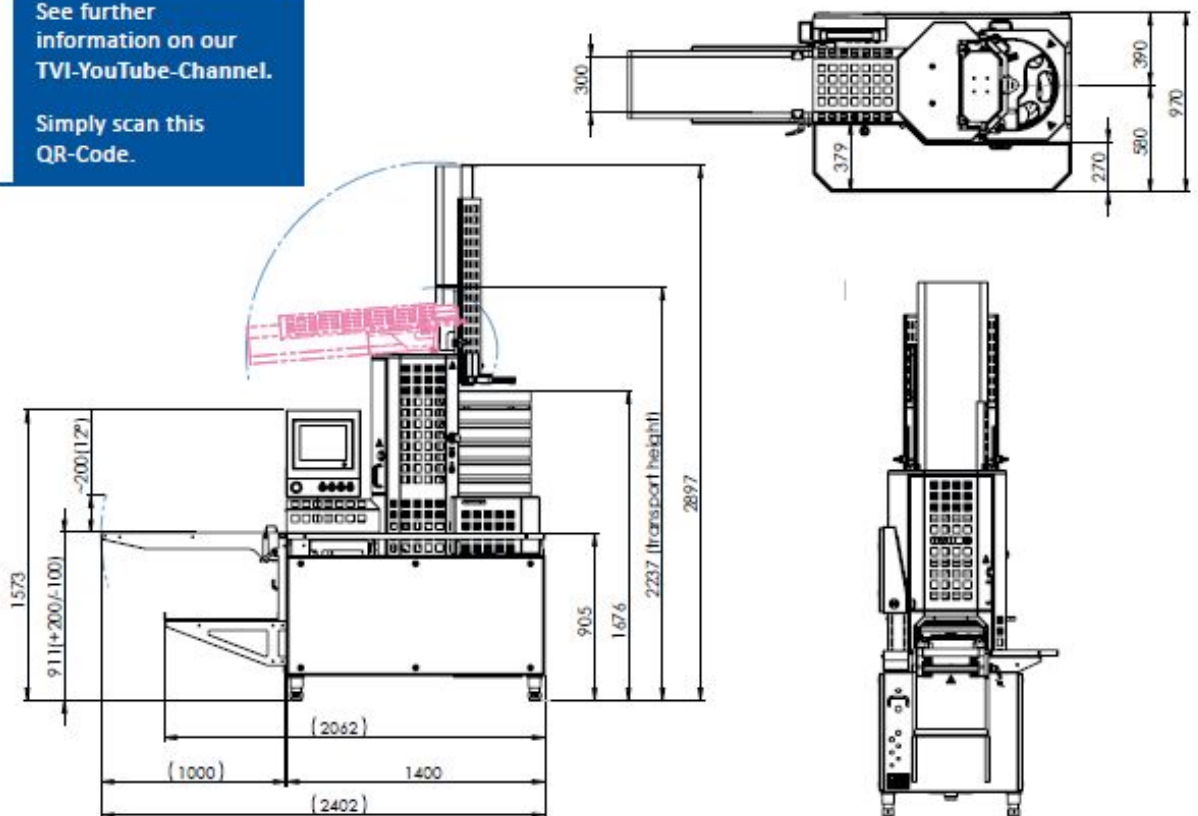 See further
information on our
TVI-YouTube-Channel.
Simply scan this
QR-Code.
300
379
270
580
390
970
~200(12°)
1573
911(+200/-100)
905
1676
2237 (transport height)
2897
(2062)
(1000)
1400
(2402)